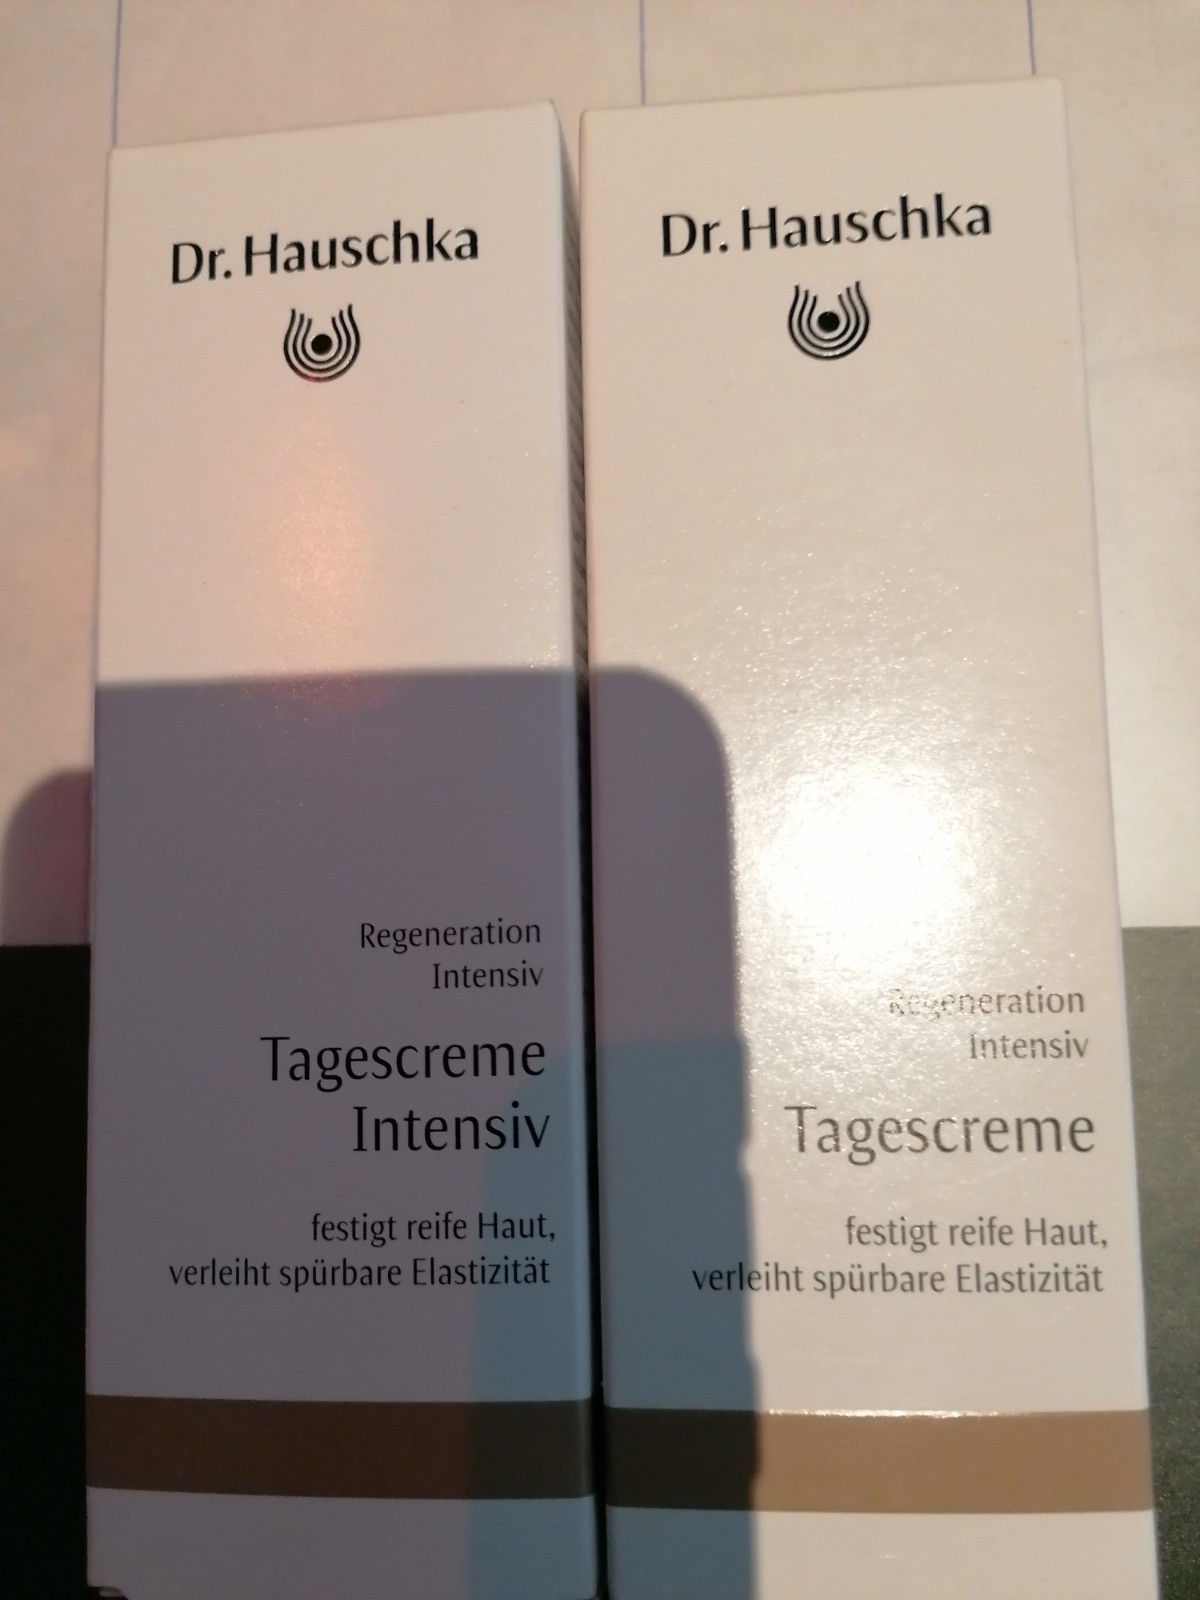 Dr. Hauschka
Regeneration
Intensiv
Tagescreme
Intensiv
festigt reife Haut,
verleiht spürbare Elastizität
Dr. Hauschka
Regeneration
Intensiv
Tagescreme
festigt reife Haut,
verleiht spürbare Elastizität